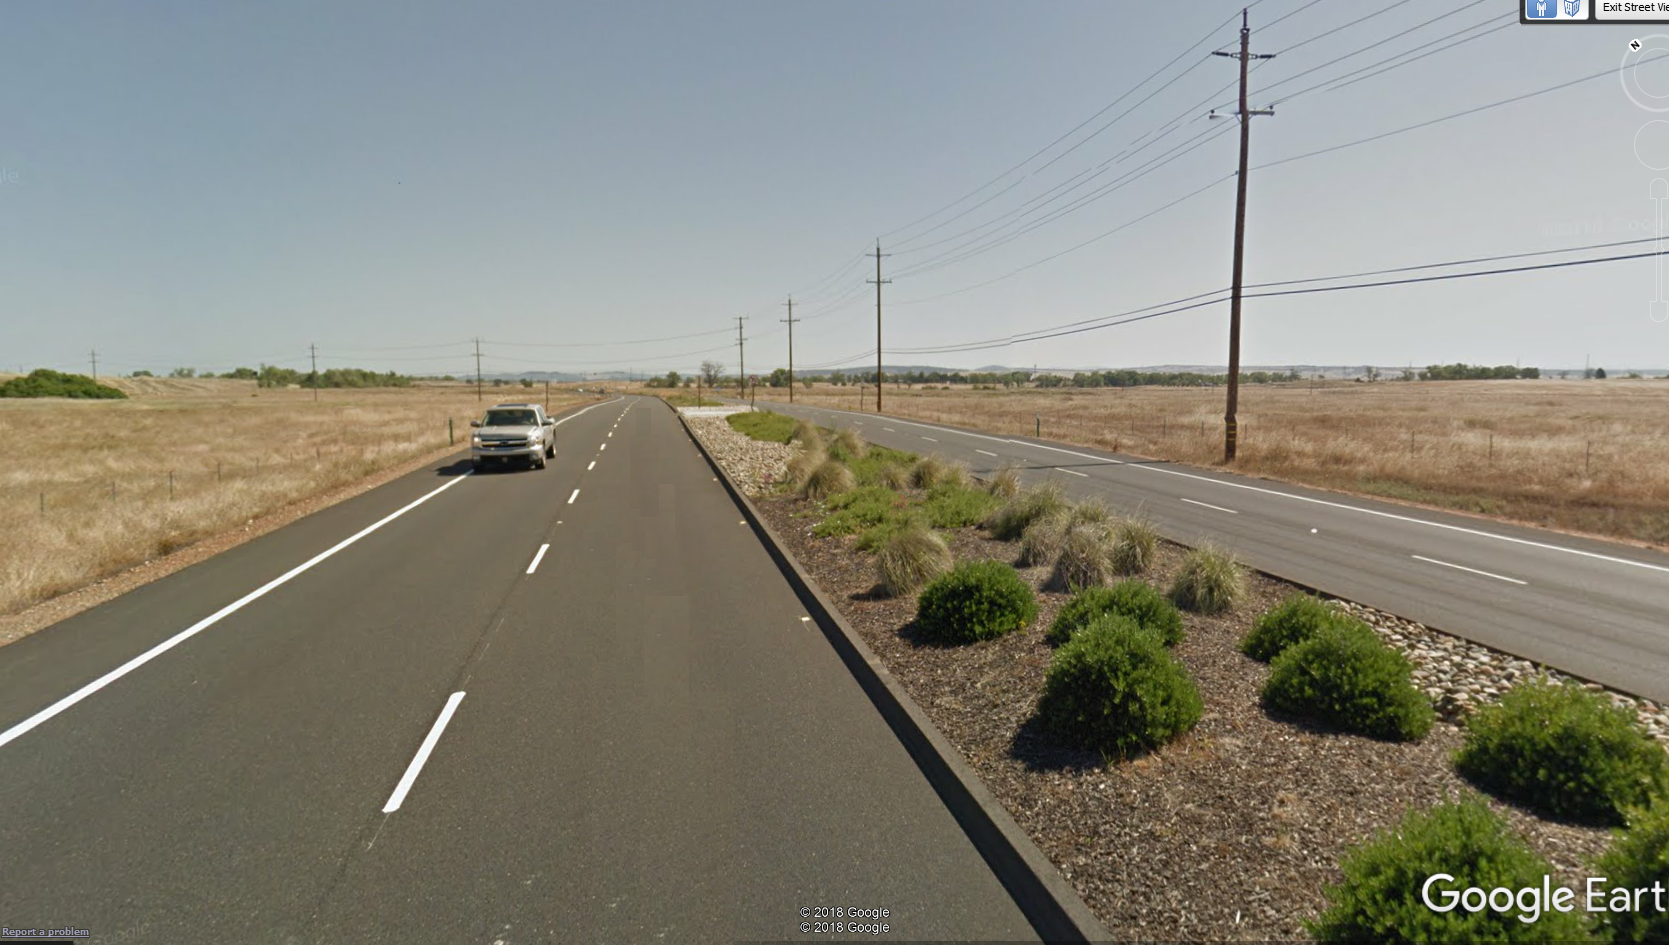 Exit Street Vie
N
© 2018 Google
© 2018 Google
Google Eart
Report a problem